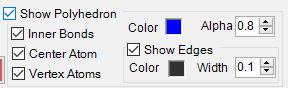 Show Polyhedron
Color
Alpha 0.8
Inner Bonds
Show Edges
Center Atom
Color
Width 0.1
Vertex Atoms